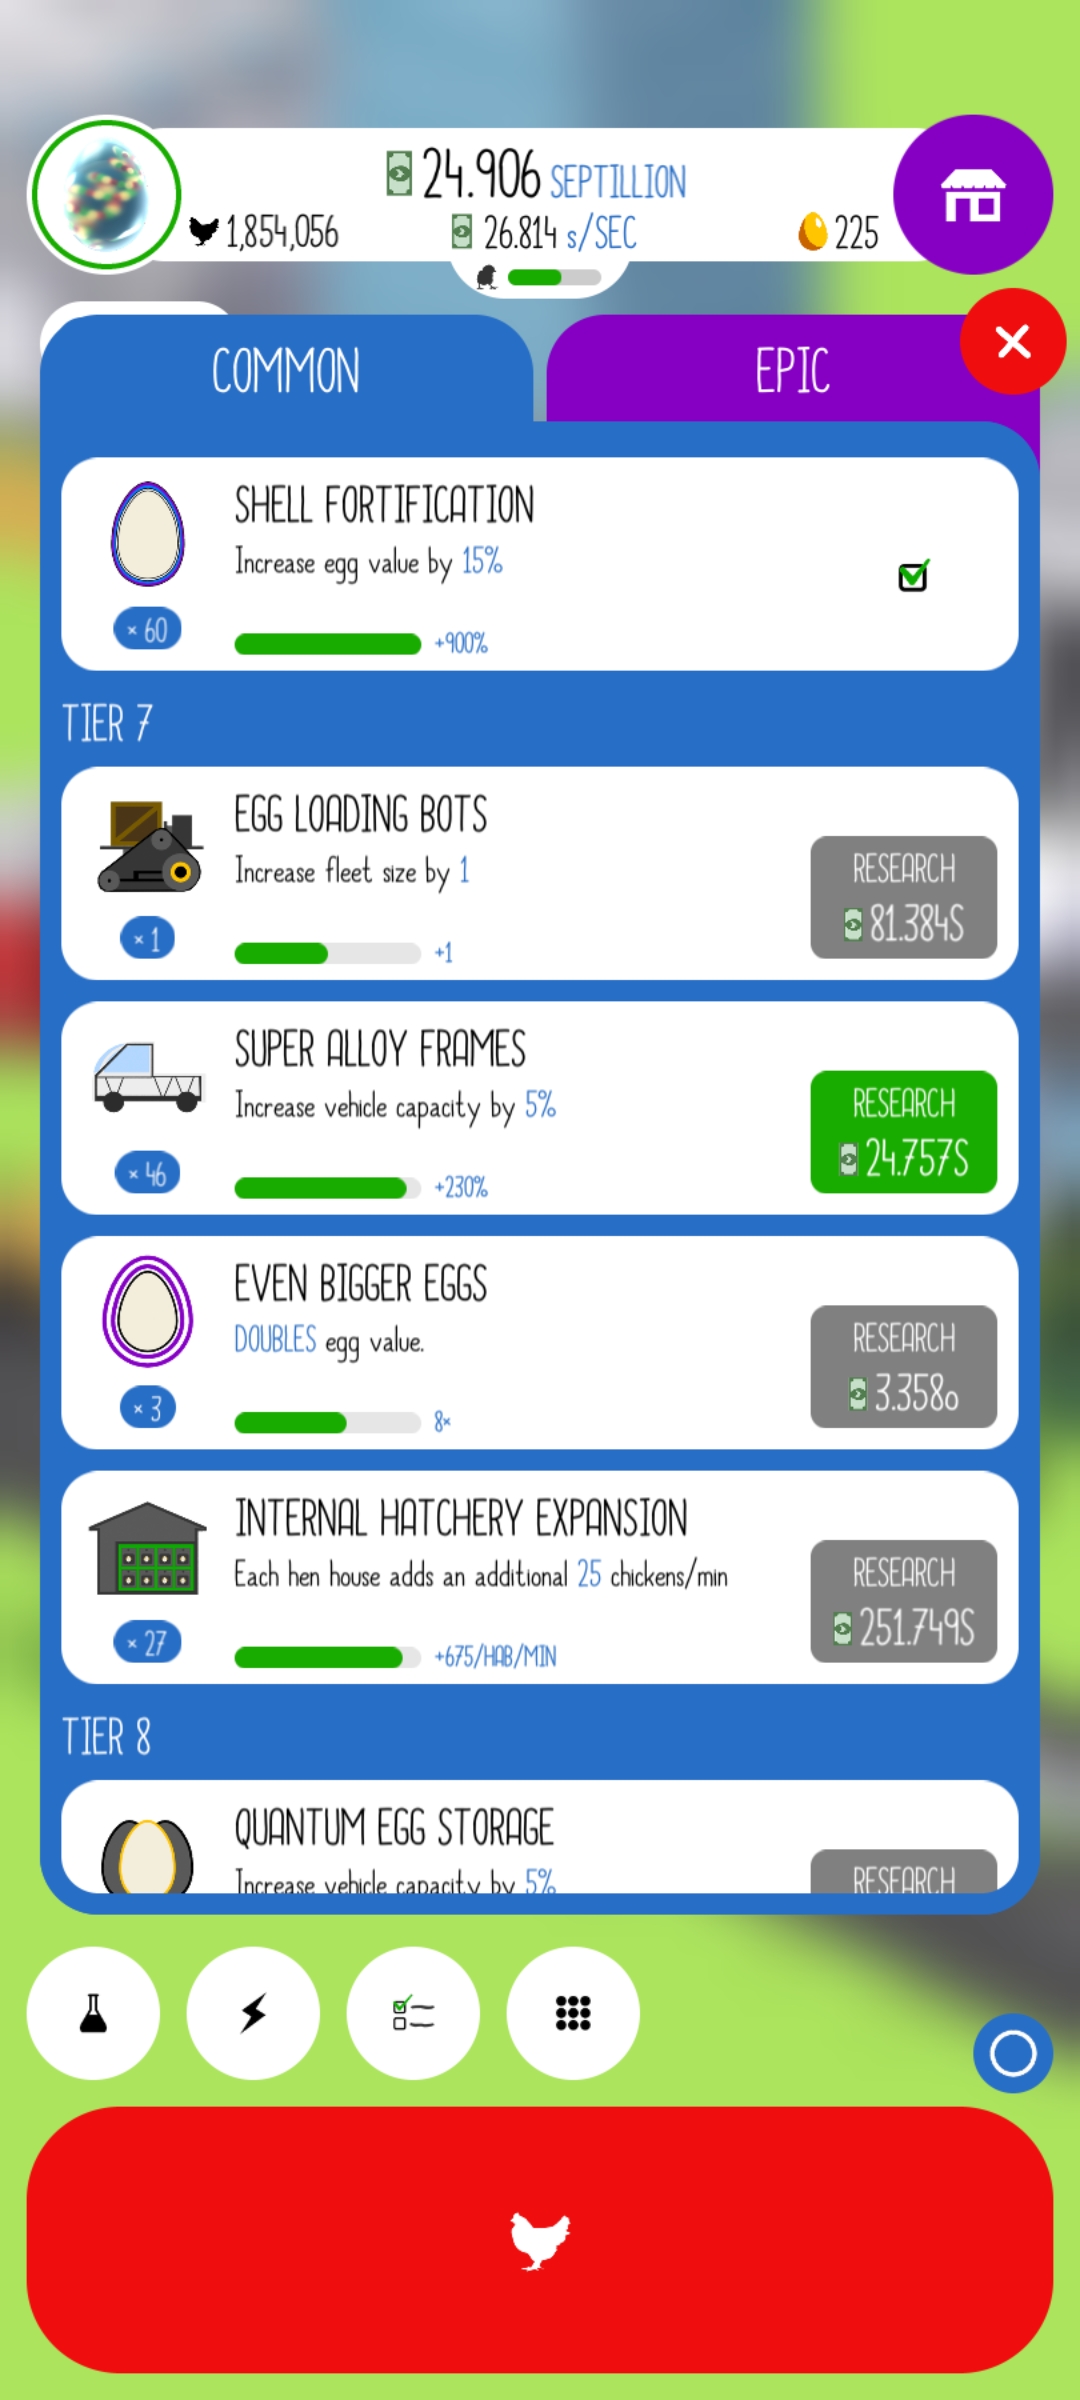 24.906 SEPTILLION
1,854,056
26.814 s/SEC
225
COMMON
EPIC
SHELL FORTIFICATION
Increase egg value by 15%
× 60
+900%
TIER 7
EGG LOADING BOTS
Increase fleet size by 1
× 1
+1
RESEARCH
81.384S
SUPER ALLOY FRAMES
Increase vehicle capacity by 5%
× 46
+230%
RESEARCH
24.757S
EVEN BIGGER EGGS
DOUBLES egg value.
× 3
8×
RESEARCH
3.358o
INTERNAL HATCHERY EXPANSION
Each hen house adds an additional 25 chickens/min
× 27
+675/HAB/MIN
RESEARCH
251.749S
TIER 8
QUANTUM EGG STORAGE
Increase vehicle capacity by 5%
RESEARCH